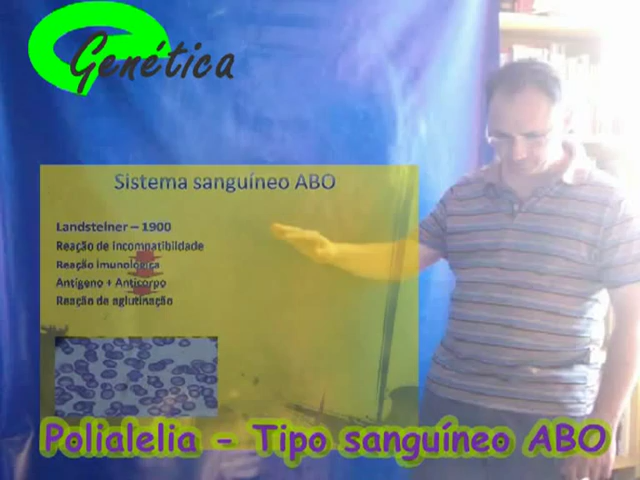 Genética
Sistema sanguíneo ABO
Landsteiner – 1900
Reação de incompatibilidade
Reação imunológica
Antígeno + Anticorpo
Reação de aglutinação
Polialelia - Tipo sanguíneo ABO